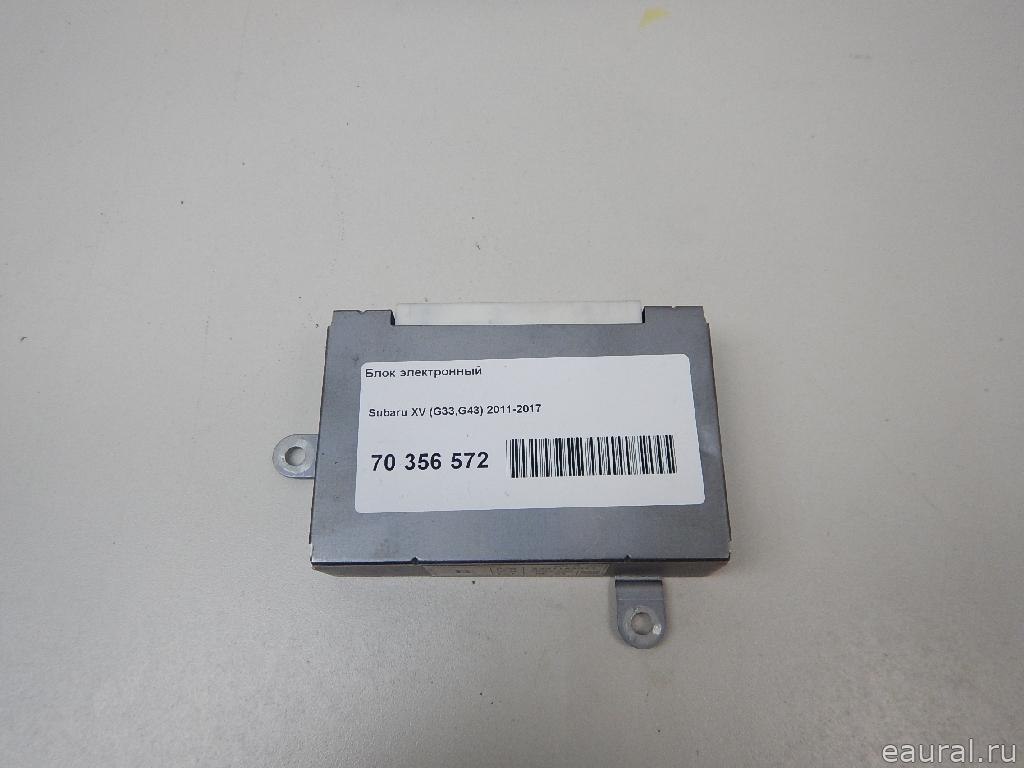 Блок электронный
Subaru XV (G33,G43) 2011-2017
70 356 572
eaural.ru